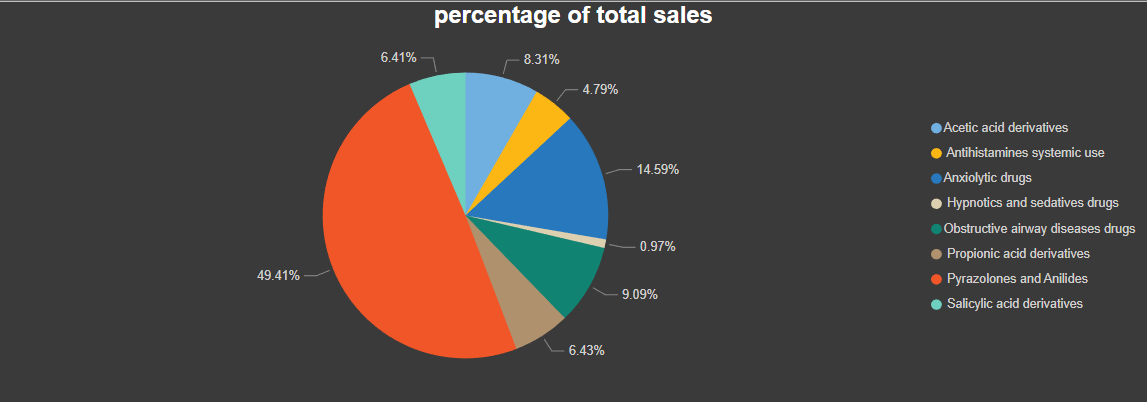 percentage of total sales
6.41%
8.31%
4.79%
14.59%
0.97%
9.09%
6.43%
49.41%
Acetic acid derivatives
Antihistamines systemic use
Anxiolytic drugs
Hypnotics and sedatives drugs
Obstructive airway diseases drugs
Propionic acid derivatives
Pyrazolones and Anilides
Salicylic acid derivatives